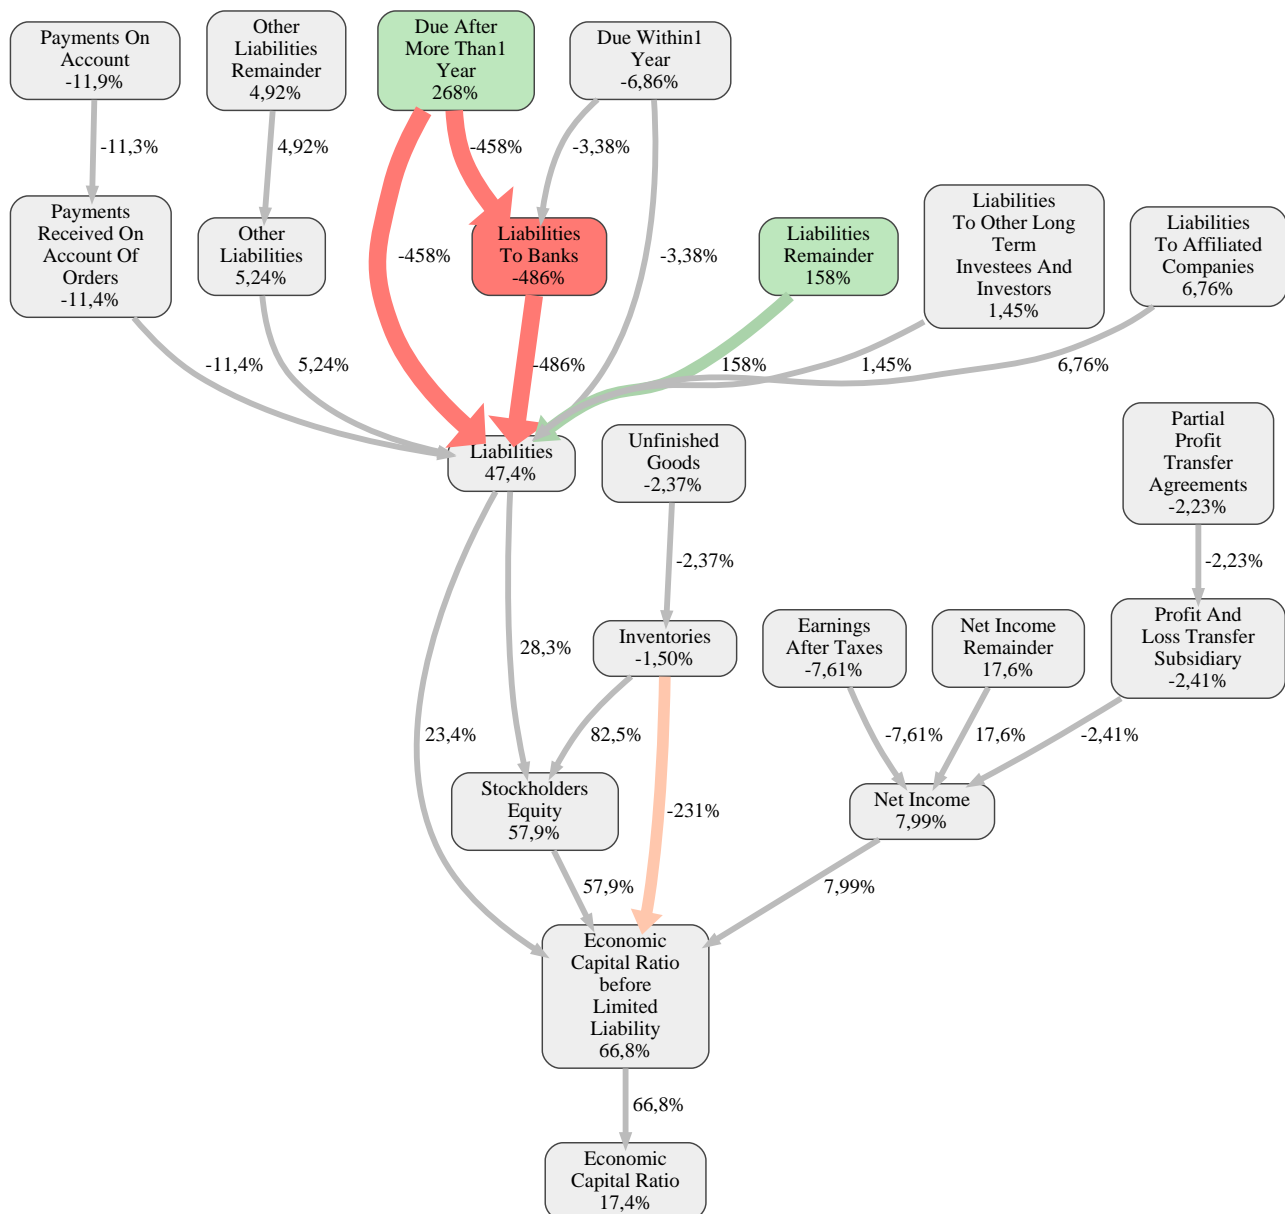 Payments On
Account
-11,9%
Other
Liabilities
Remainder
4,92%
Due After
More Than1
Year
268%
Due Within1
Year
-6,86%
-11,3%
4,92%
-458%
-3,38%
Payments
Received On
Account Of
Orders
-11,4%
Other
Liabilities
5,24%
-458%
Liabilities
To Banks
-486%
-3,38%
Liabilities
Remainder
158%
Liabilities
To Other Long
Term
Investees And
Investors
1,45%
Liabilities
To Affiliated
Companies
6,76%
-11,4%
5,24%
-486%
158%
1,45%
6,76%
Liabilities
47,4%
Unfinished
Goods
-2,37%
Partial
Profit
Transfer
Agreements
-2,23%
-2,37%
-2,23%
28,3%
Inventories
-1,50%
Earnings
After Taxes
-7,61%
Net Income
Remainder
17,6%
Profit And
Loss Transfer
Subsidiary
-2,41%
23,4%
82,5%
-231%
-7,61%
17,6%
-2,41%
Stockholders
Equity
57,9%
Net Income
7,99%
57,9%
7,99%
Economic
Capital Ratio
before
Limited
Liability
66,8%
66,8%
Economic
Capital Ratio
17,4%